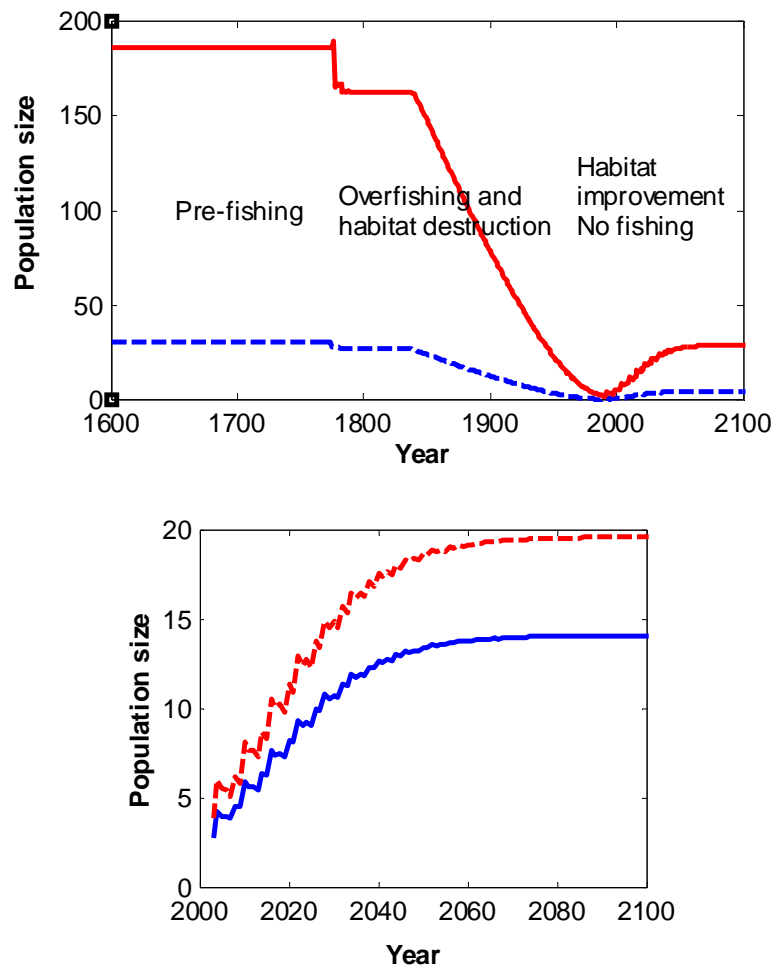 200
150
100
50
0
Population size
Pre-fishing
Overfishing and
habitat destruction
Habitat
improvement
No fishing
1600 1700 1800 1900 2000 2100
Year
20
15
10
5
0
Population size
2000 2020 2040 2060 2080 2100
Year